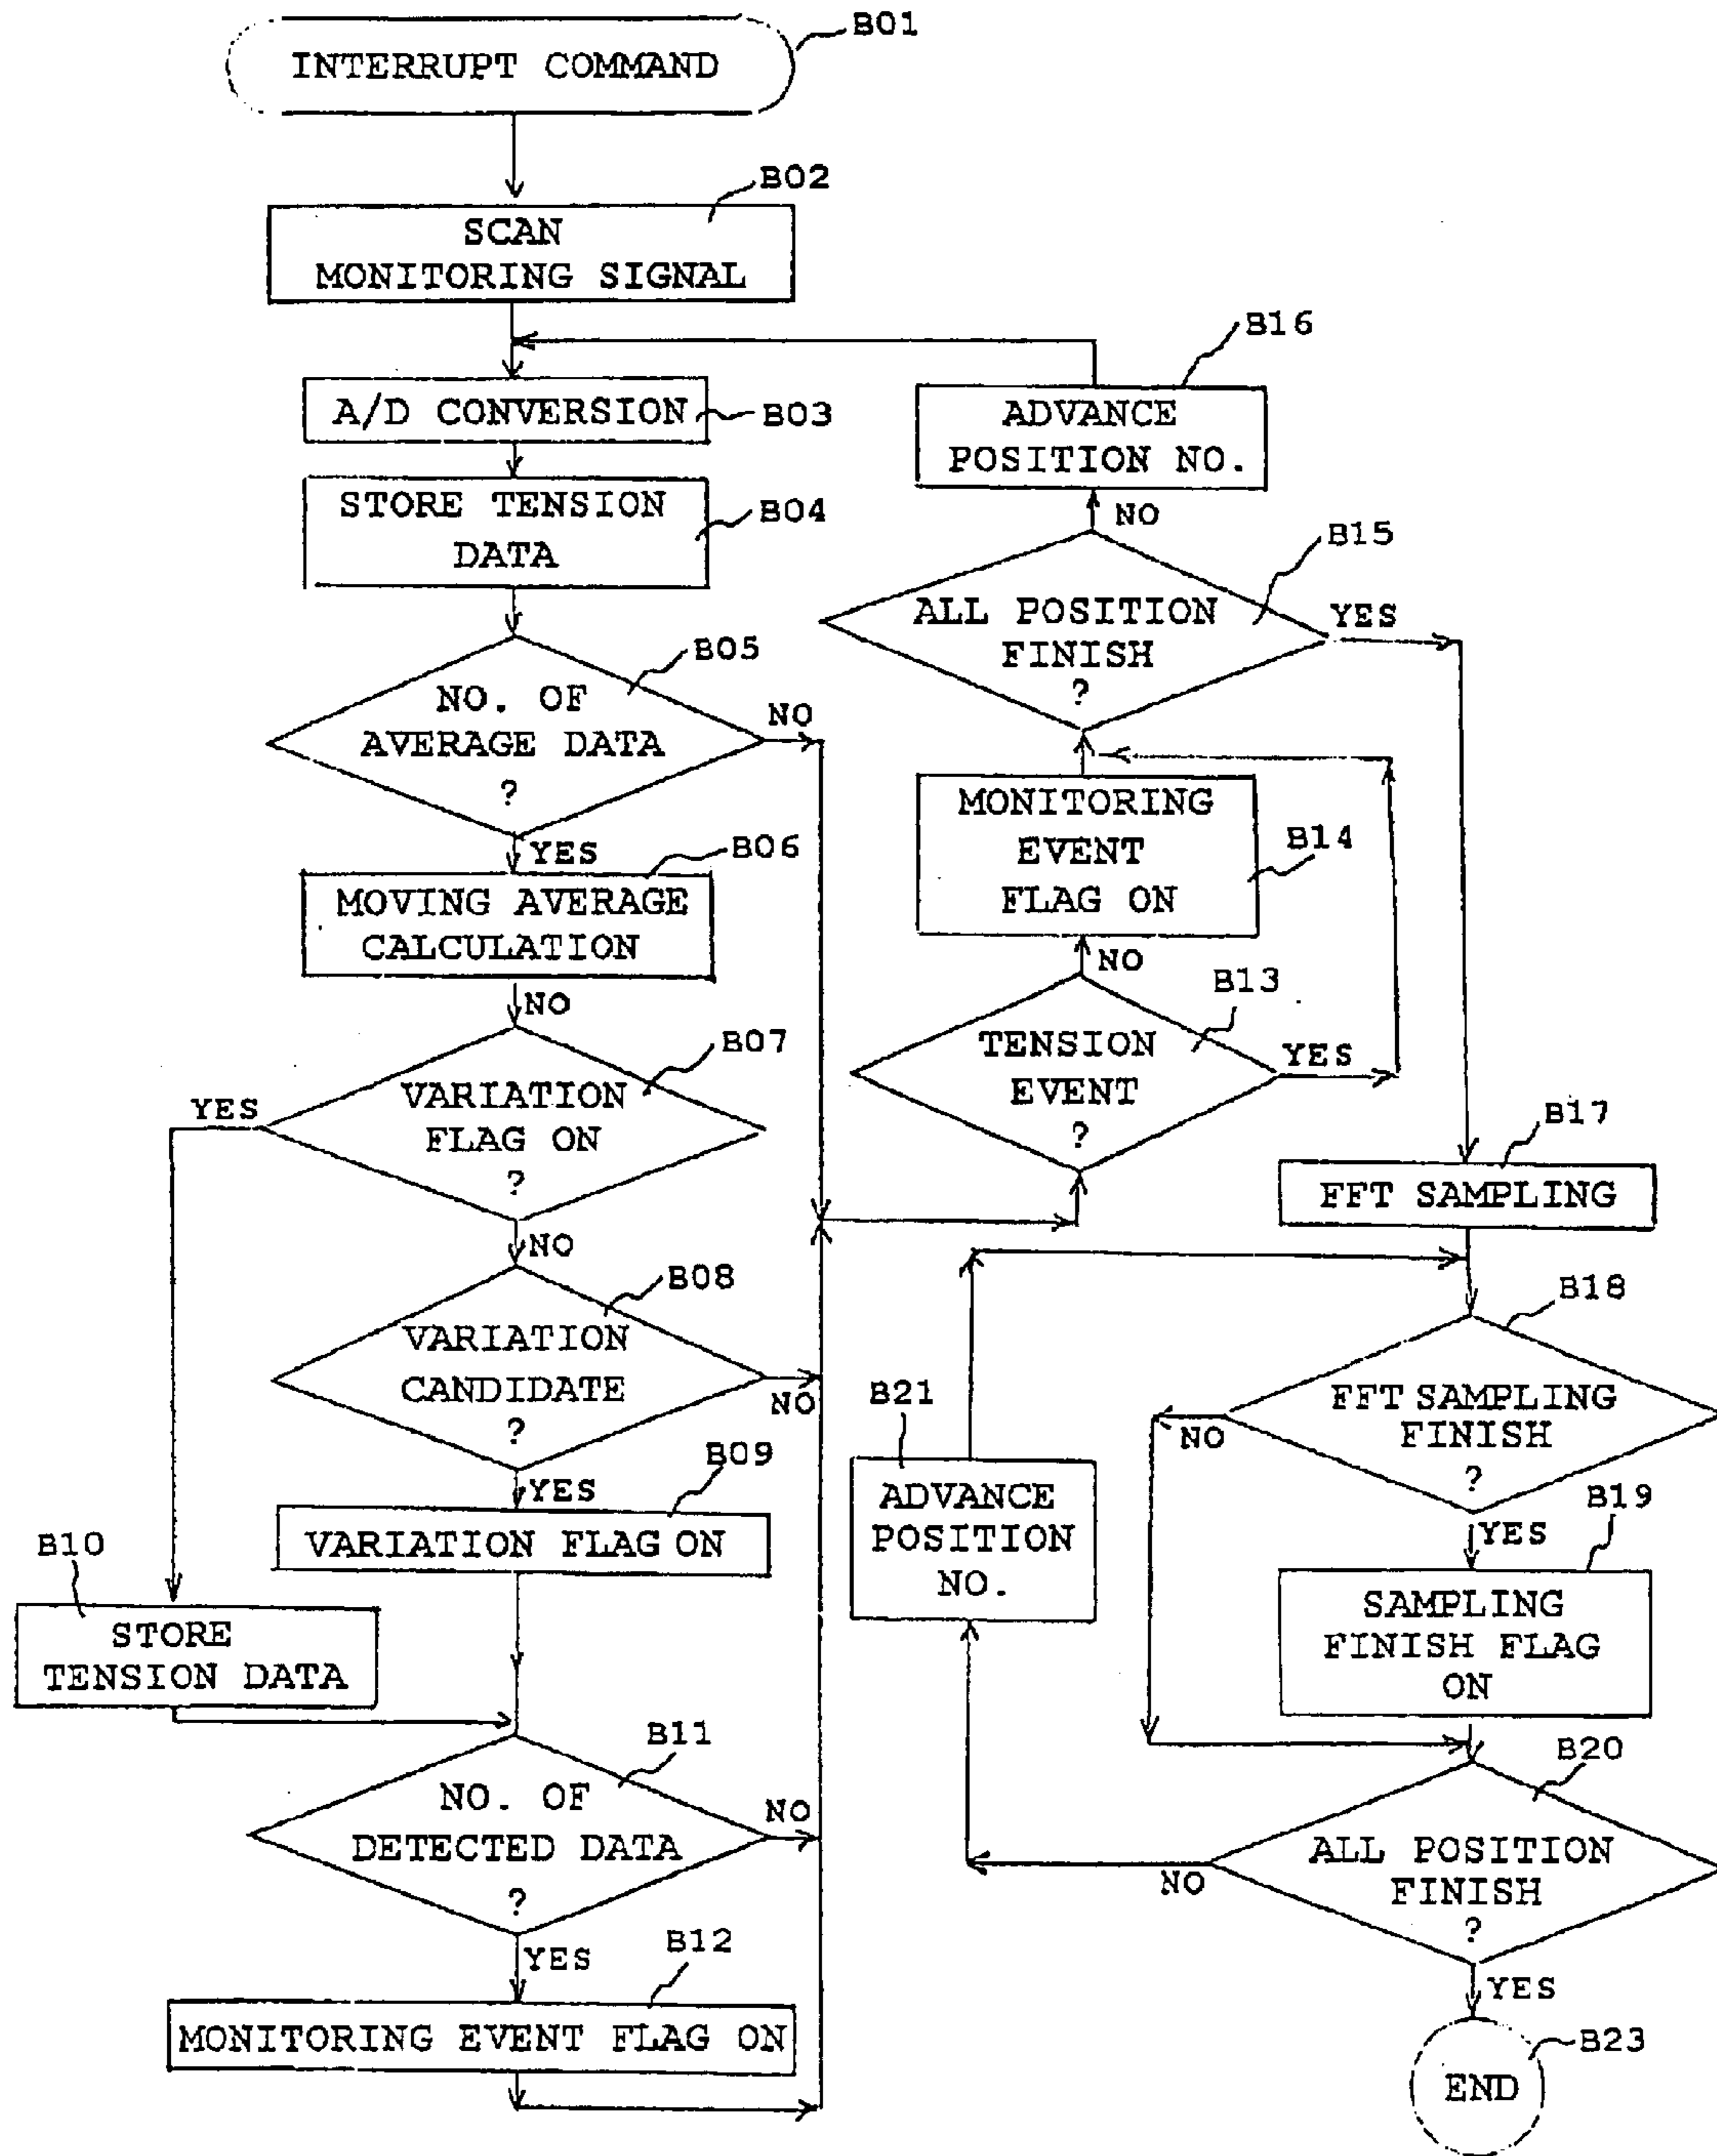 B01
INTERRUPT COMMAND
B02
SCAN
MONITORING SIGNAL
A/D CONVERSION
B03
STORE TENSION
DATA
B04
B05
NO. OF
AVERAGE DATA
?
NO
YES
B06
MOVING AVERAGE
CALCULATION
NO
B07
VARIATION
FLAG ON
?
YES
NO
B08
VARIATION
CANDIDATE
?
NO
YES
B09
VARIATION FLAG ON
B10
STORE
TENSION DATA
B11
NO. OF
DETECTED DATA
?
NO
YES
B12
MONITORING EVENT FLAG ON
B16
ADVANCE
POSITION NO.
NO
B15
ALL POSITION
FINISH
?
YES
MONITORING
EVENT
FLAG ON
B14
NO
B13
TENSION
EVENT
?
YES
B17
FFT SAMPLING
B18
FFT SAMPLING
FINISH
?
NO
YES
B19
SAMPLING
FINISH FLAG
ON
B21
ADVANCE
POSITION
NO.
B20
ALL POSITION
FINISH
?
NO
YES
B23
END